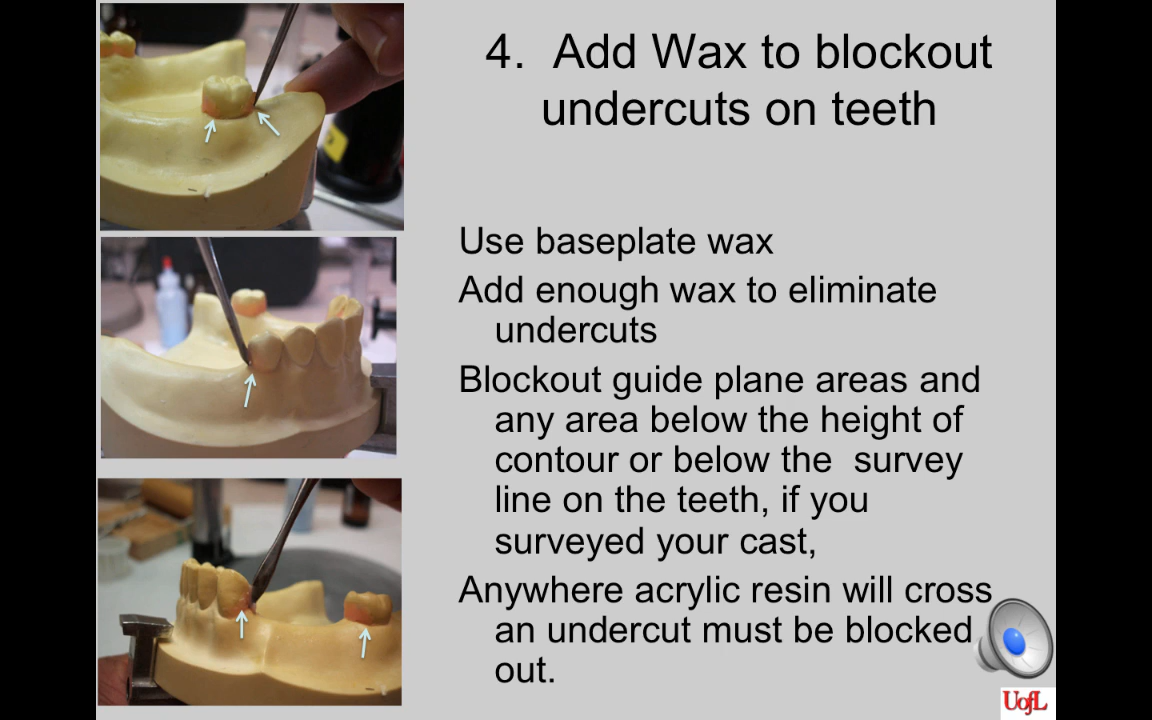 4. Add Wax to blockout
undercuts on teeth
Use baseplate wax
Add enough wax to eliminate
undercuts
Blockout guide plane areas and
any area below the height of
contour or below the survey
line on the teeth, if you
surveyed your cast,
Anywhere acrylic resin will cross
an undercut must be blocked
out.
UofL